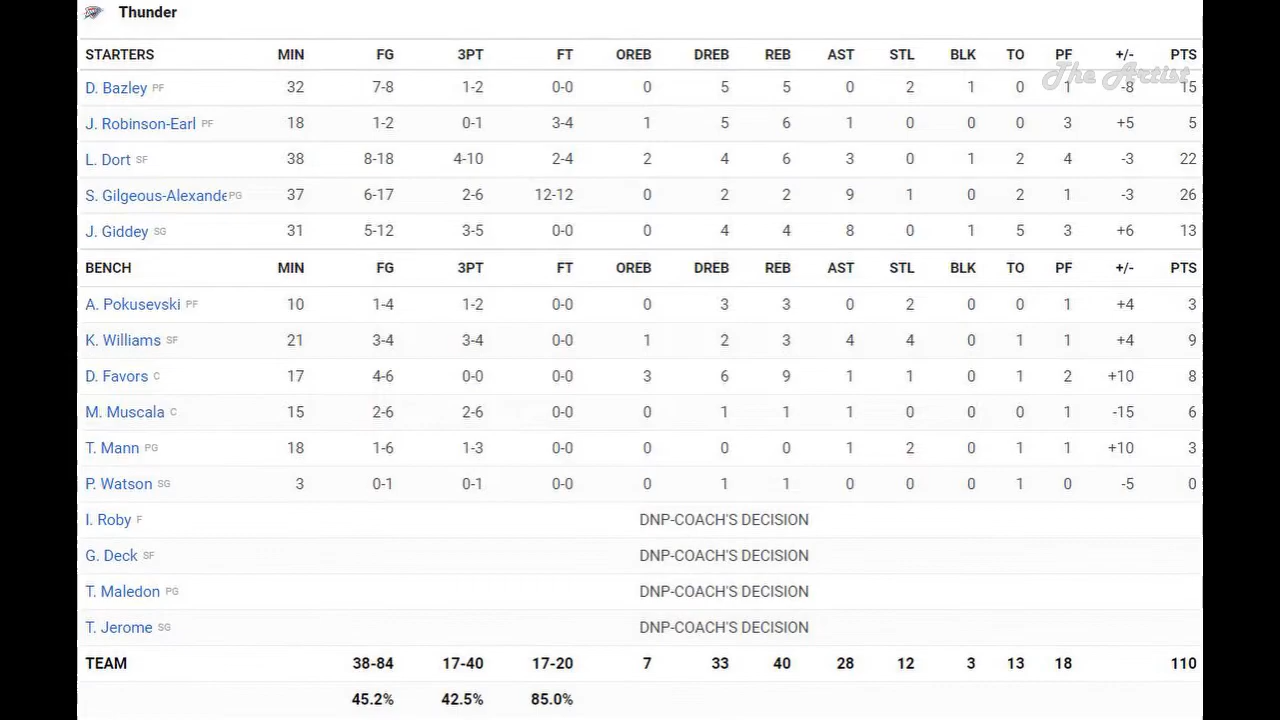 Thunder
STARTERS MIN FG 3PT FT OREB DREB REB AST STL BLK TO PF +/- PTS
The Artist
D. Bazley PF 32 7-8 1-2 0-0 0 5 5 0 2 1 0 1 -8 15
J. Robinson-Earl PF 18 1-2 0-1 3-4 1 5 6 1 0 0 0 3 +5 5
L. Dort SF 38 8-18 4-10 2-4 2 4 6 3 0 1 2 4 -3 22
S. Gilgeous-Alexande PG 37 6-17 2-6 12-12 0 2 2 9 1 0 2 1 -3 26
J. Giddey SG 31 5-12 3-5 0-0 0 4 4 8 0 1 5 3 +6 13
BENCH MIN FG 3PT FT OREB DREB REB AST STL BLK TO PF +/- PTS
A. Pokusevski PF 10 1-4 1-2 0-0 0 3 3 0 2 0 0 1 +4 3
K. Williams SF 21 3-4 3-4 0-0 1 2 3 4 4 0 1 1 +4 9
D. Favors C 17 4-6 0-0 0-0 3 6 9 1 1 0 1 2 +10 8
M. Muscala C 15 2-6 2-6 0-0 0 1 1 1 0 0 0 1 -15 6
T. Mann PG 18 1-6 1-3 0-0 0 0 0 1 2 0 1 1 +10 3
P. Watson SG 3 0-1 0-1 0-0 0 1 1 0 0 0 1 0 -5 0
I. Roby F DNP-COACH'S DECISION
G. Deck SF DNP-COACH'S DECISION
T. Maledon PG DNP-COACH'S DECISION
T. Jerome SG DNP-COACH'S DECISION
TEAM 38-84 17-40 17-20 7 33 40 28 12 3 13 18 110
45.2% 42.5% 85.0%